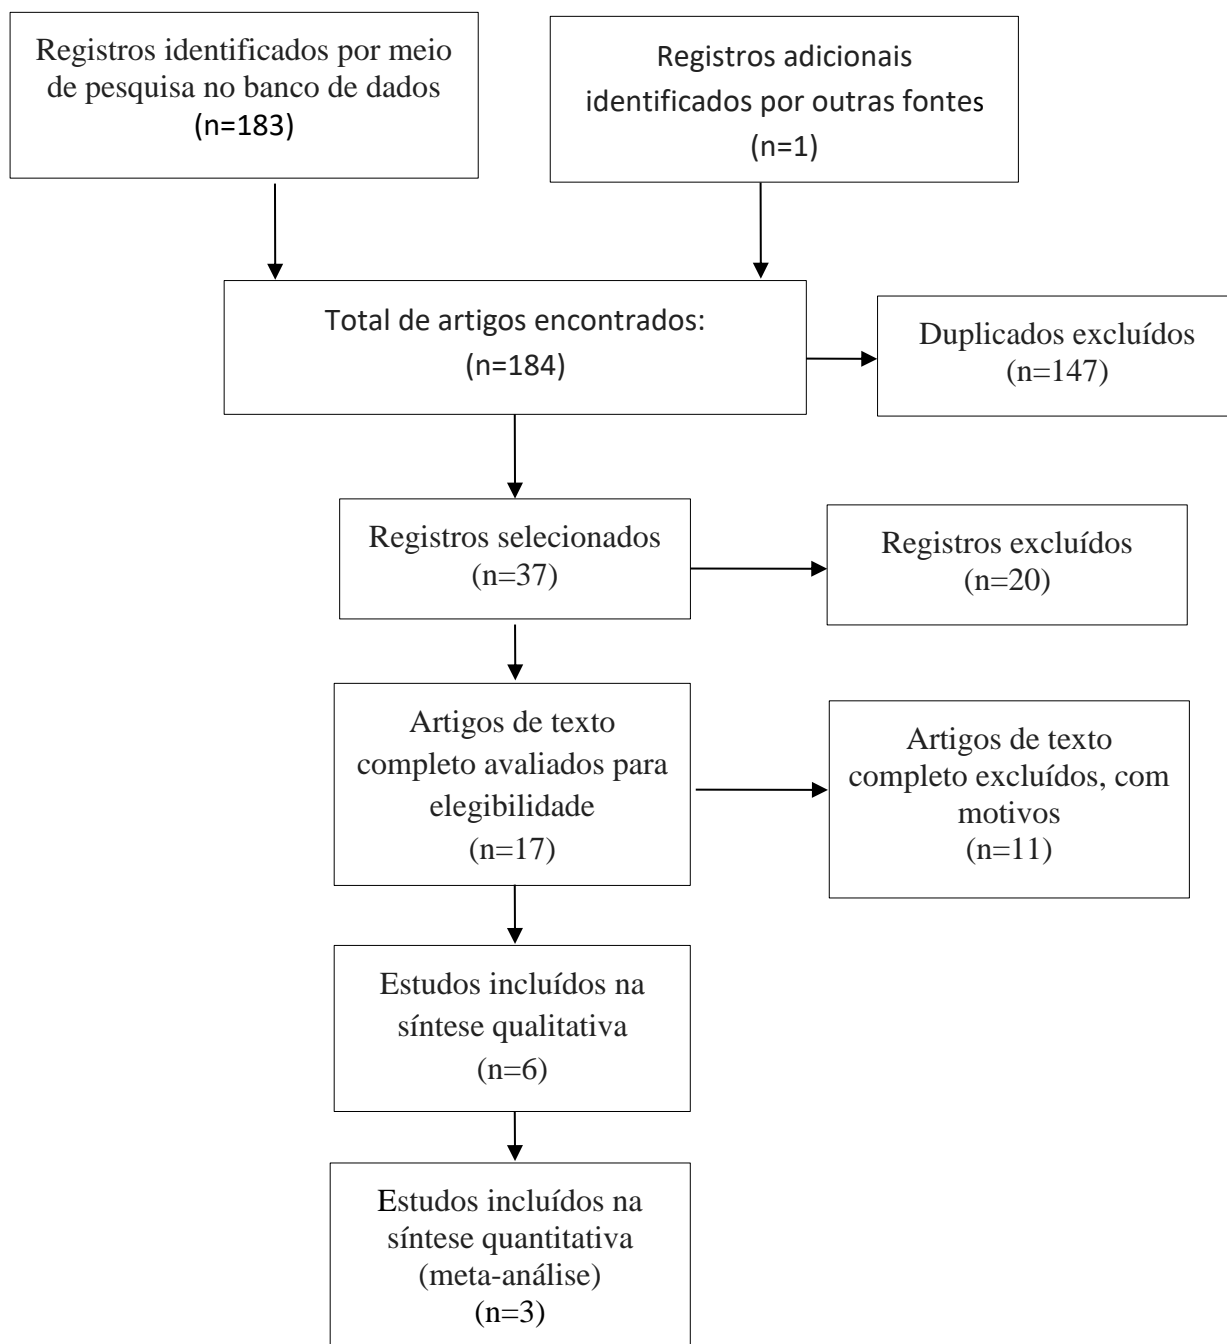 Registros identificados por meio
de pesquisa no banco de dados
(n=183)
Registros adicionais
identificados por outras fontes
(n=1)
Total de artigos encontrados:
(n=184)
Duplicados excluídos
(n=147)
Registros selecionados
(n=37)
Registros excluídos
(n=20)
Artigos de texto
completo avaliados para
elegibilidade
(n=17)
Artigos de texto
completo excluídos, com
motivos
(n=11)
Estudos incluídos na
síntese qualitativa
(n=6)
Estudos incluídos na
síntese quantitativa
(meta-análise)
(n=3)